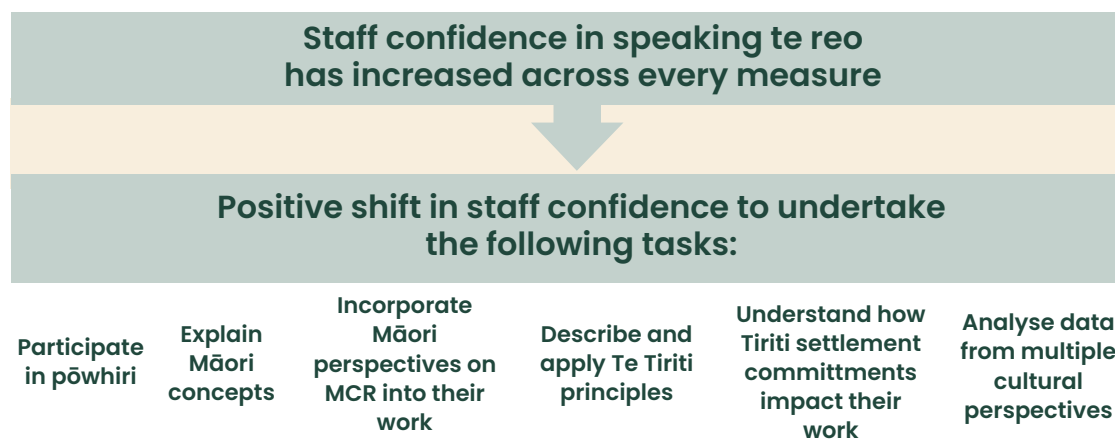 Staff confidence in speaking te reo
has increased across every measure
Positive shift in staff confidence to undertake
the following tasks:
Participate
in pōwhiri
Explain
Māori
concepts
Incorporate
Māori
perspectives on
MCR into their
work
Describe and
apply Te Tiriti
principles
Understand how
Tiriti settlement
committments
impact their
work
Analyse data
from multiple
cultural
perspectives